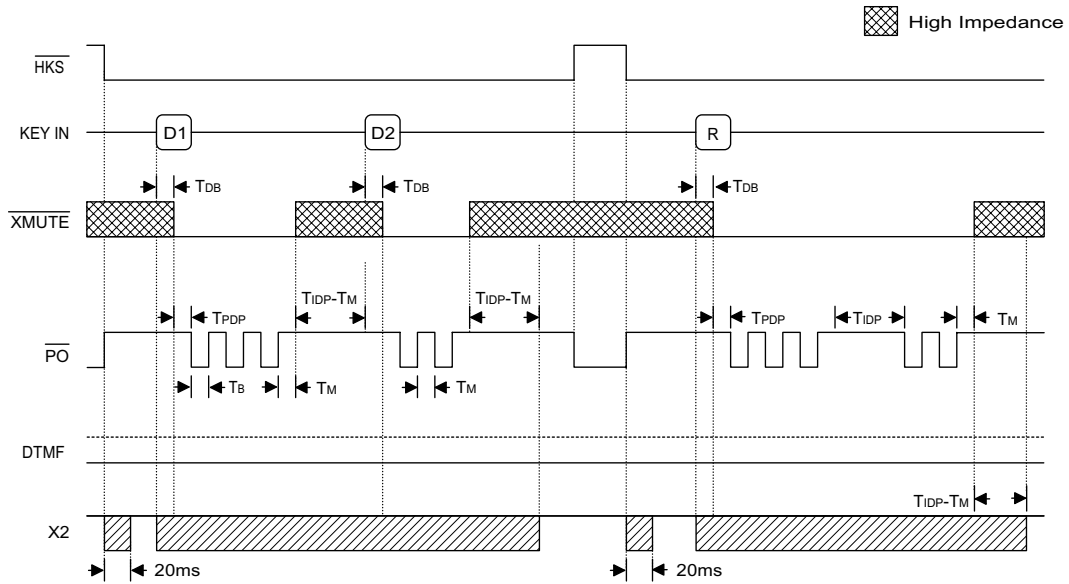 High Impedance
HKS
KEY IN D1 D2 R
TDB TDB TDB
XMUTE
TIDP-TM TIDP-TM
TPDP TPDP TIDP TM
PO
TB TM TM
DTMF
TIDP-TM
X2
20ms 20ms